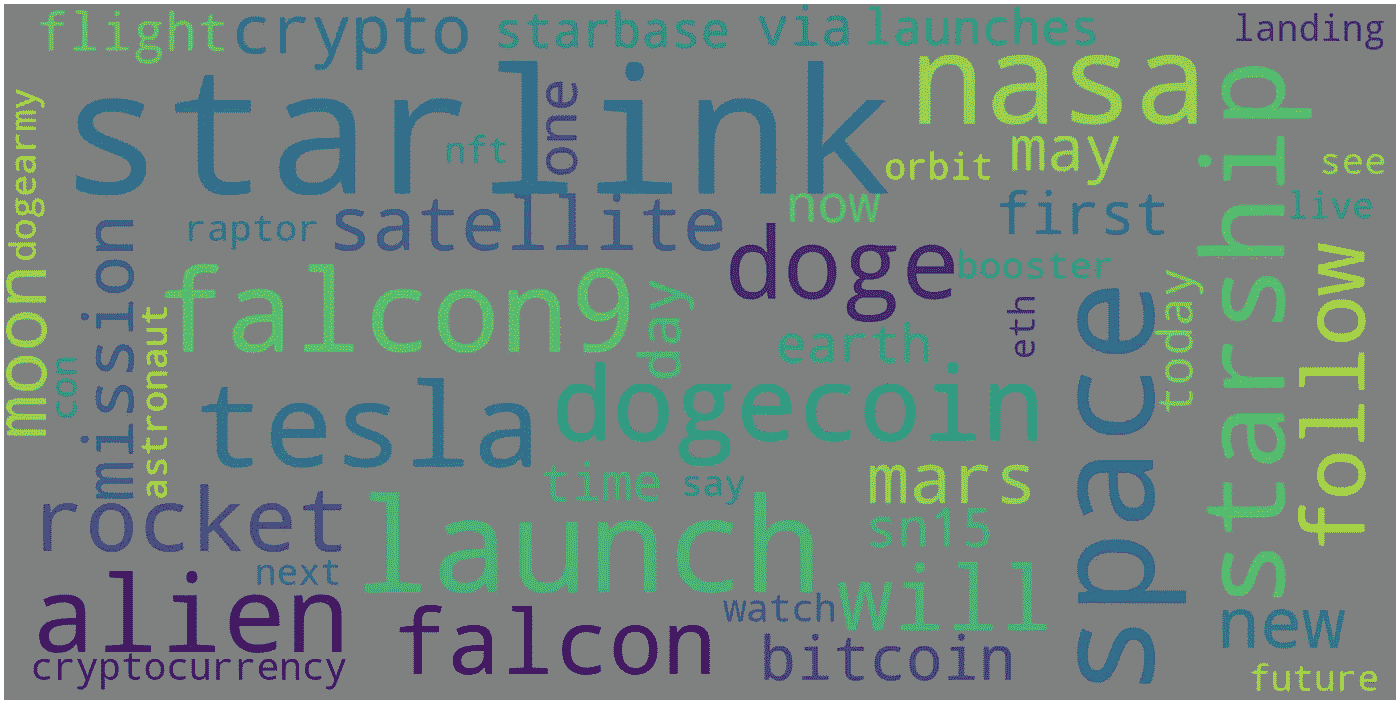 flight
crypto
starbase
via
launches
landing
starlink
one
nasa
starship
dogearmy
nft
orbit
may
see
raptor
satellite
now
first
live
mission
moon
falcon9
doge
booster
space
follow
day
earth
eth
today
con
astronaut
tesla
dogecoin
time
say
mars
rocket
launch
sn15
next
alien
falcon
watch
will
new
cryptocurrency
bitcoin
future